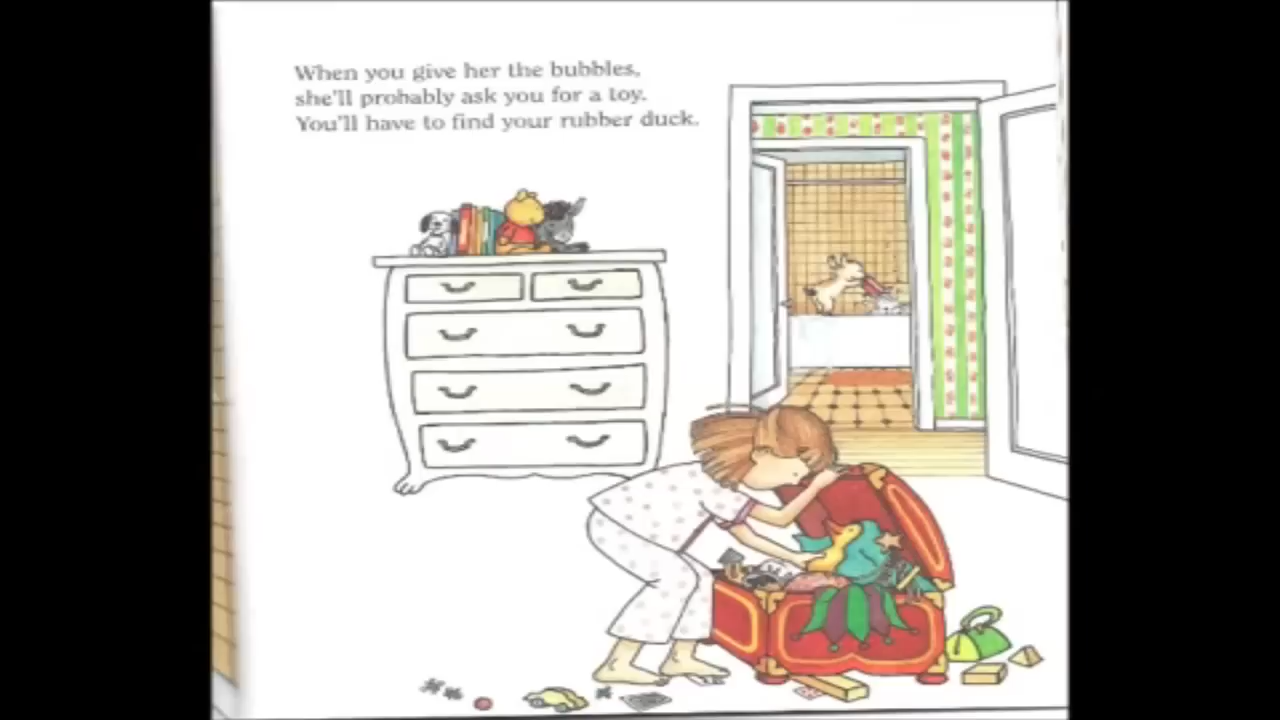 When you give her the bubbles,
she'll probably ask you for a toy.
You'll have to find your rubber duck.